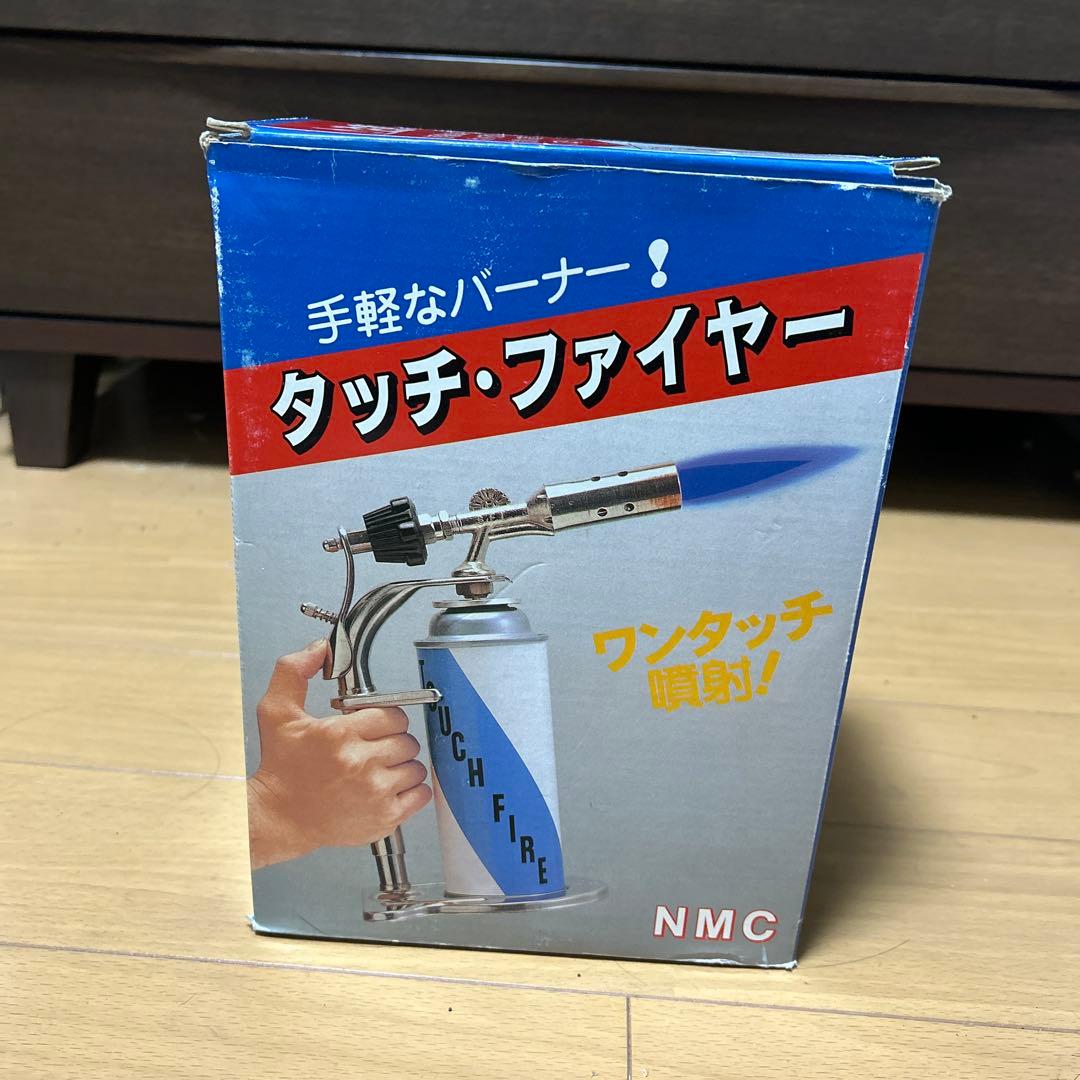 手軽なバーナー!
タッチ・ファイヤー
ワンタッチ
噴射!
TOUCH FIRE
NMC